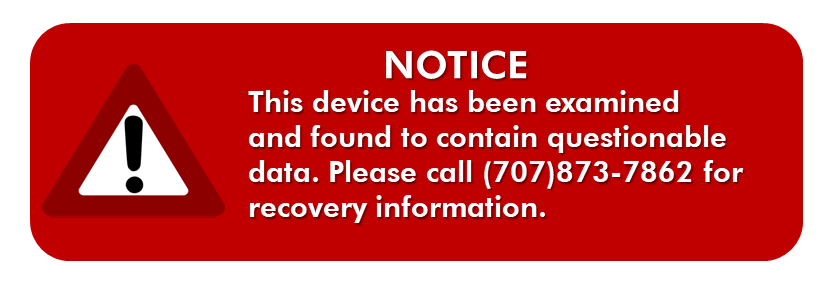 NOTICE
This device has been examined
and found to contain questionable
data. Please call (707)873-7862 for
recovery information.